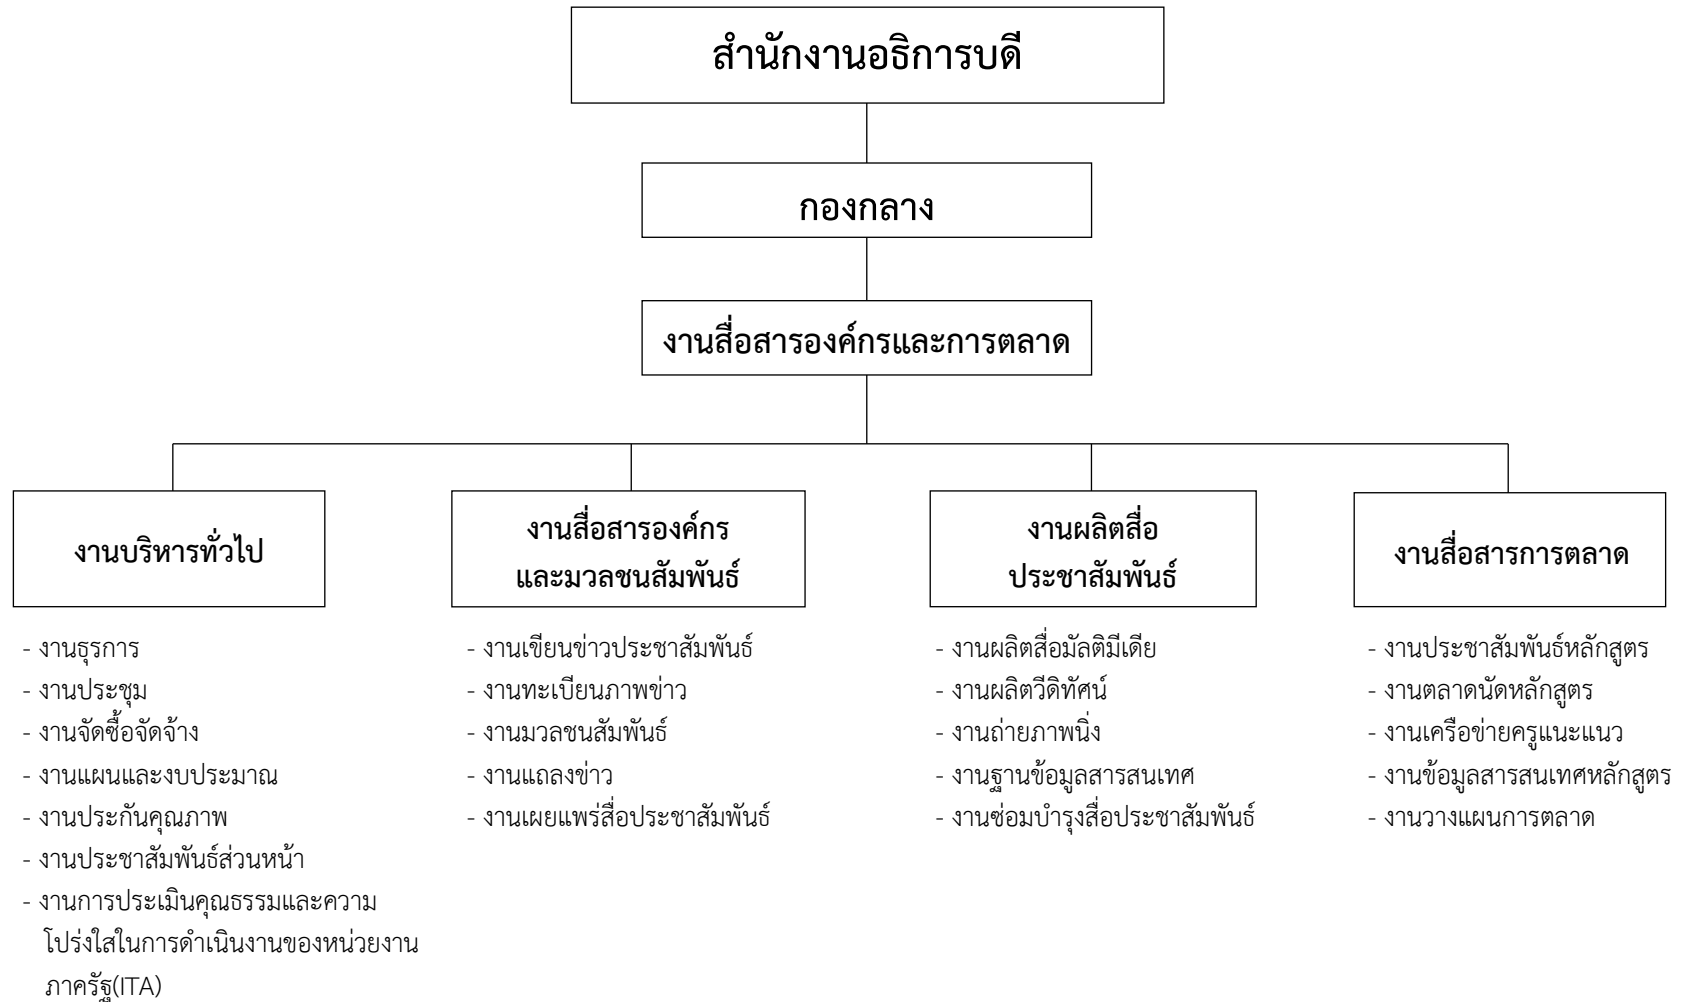 สำนักงานอธิการบดี
กองกลาง
งานสื่อสารองค์กรและการตลาด
งานบริหารทั่วไป
- งานธุรการ
- งานประชุม
- งานจัดซื้อจัดจ้าง
- งานแผนและงบประมาณ
- งานประกันคุณภาพ
- งานประชาสัมพันธ์ส่วนหน้า
- งานการประเมินคุณธรรมและความ
โปร่งใสในการดำเนินงานของหน่วยงาน
ภาครัฐ(ITA)
งานสื่อสารองค์กร
และมวลชนสัมพันธ์
- งานเขียนข่าวประชาสัมพันธ์
- งานทะเบียนภาพข่าว
- งานมวลชนสัมพันธ์
- งานแถลงข่าว
- งานเผยแพร่สื่อประชาสัมพันธ์
งานผลิตสื่อ
ประชาสัมพันธ์
- งานผลิตสื่อมัลติมีเดีย
- งานผลิตวีดิทัศน์
- งานถ่ายภาพนิ่ง
- งานฐานข้อมูลสารสนเทศ
- งานซ่อมบำรุงสื่อประชาสัมพันธ์
งานสื่อสารการตลาด
- งานประชาสัมพันธ์หลักสูตร
- งานตลาดนัดหลักสูตร
- งานเครือข่ายครูแนะแนว
- งานข้อมูลสารสนเทศหลักสูตร
- งานวางแผนการตลาด